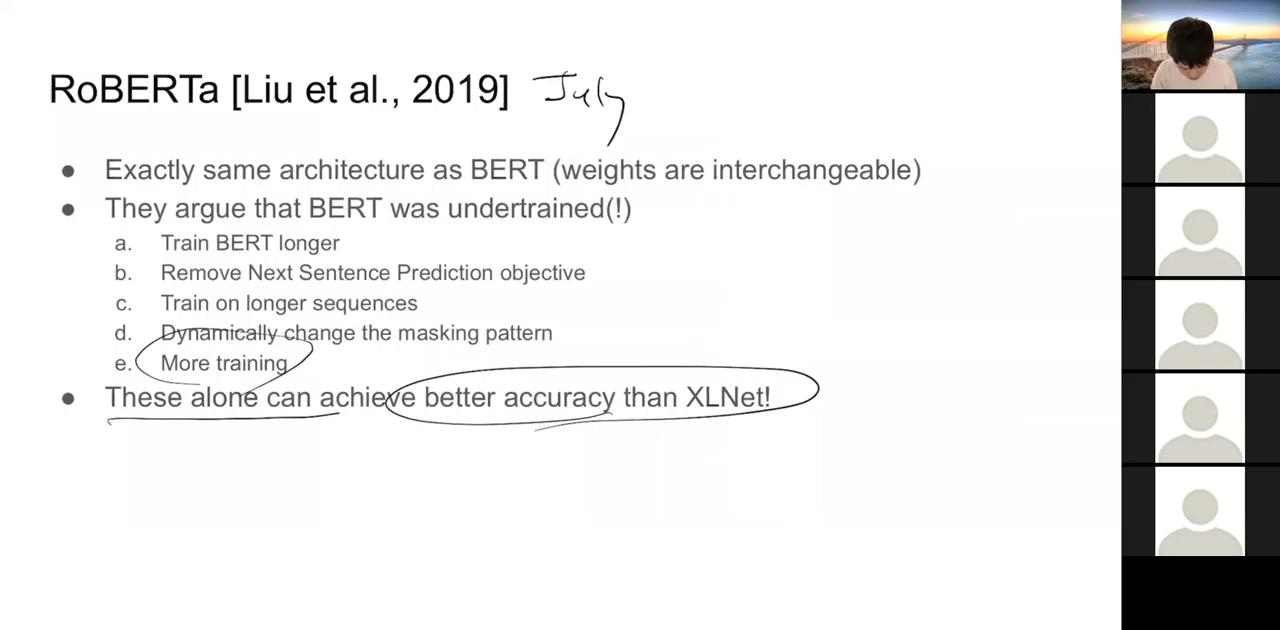 RoBERTa [Liu et al., 2019] July
● Exactly same architecture as BERT (weights are interchangeable)
● They argue that BERT was undertrained(!)
a. Train BERT longer
b. Remove Next Sentence Prediction objective
c. Train on longer sequences
d. Dynamically change the masking pattern
e. More training
● These alone can achieve better accuracy than XLNet!